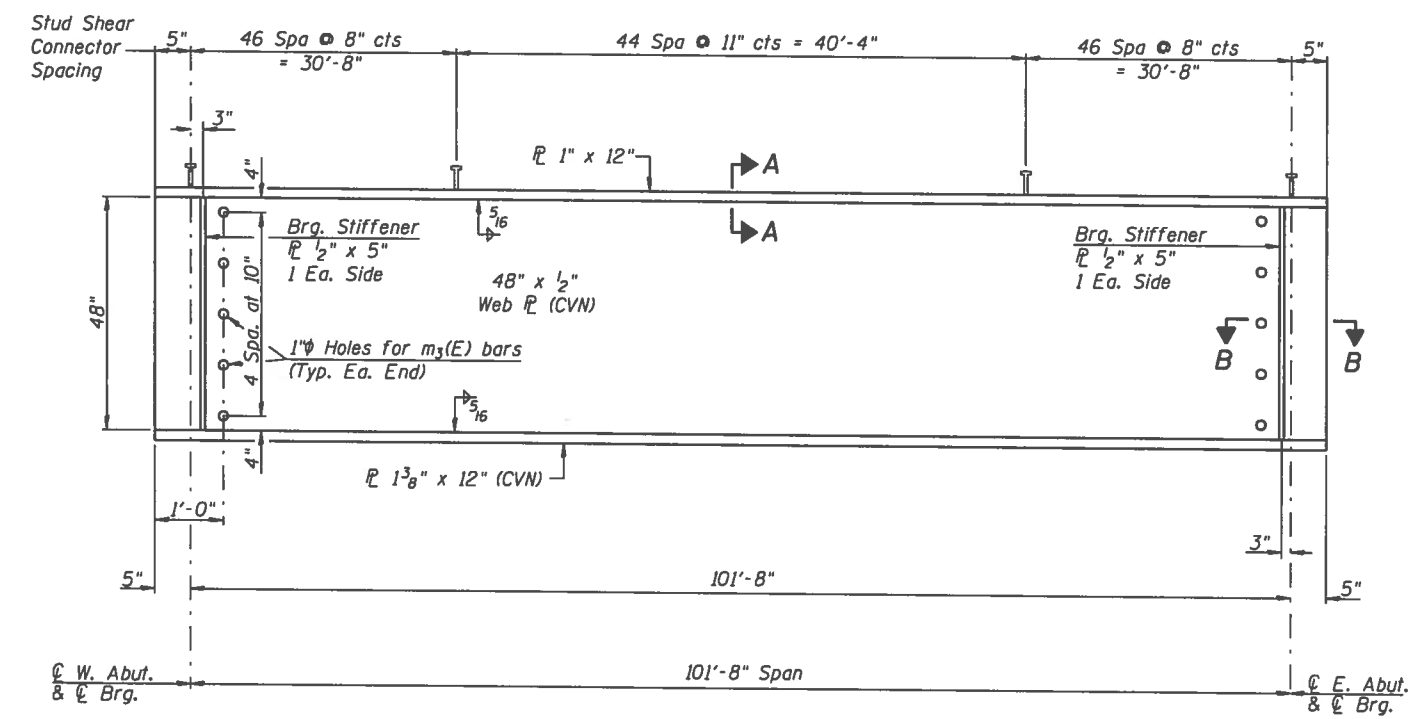 Stud Shear
Connector
Spacing
5"
46 Spa @ 8" cts
= 30'-8"
44 Spa @ 11" cts = 40'-4"
46 Spa @ 8" cts
= 30'-8"
5"
3"
4"
℄ 1" x 12"
A
A
5/16
Brg. Stiffener
℄ 1/2" x 5"
1 Ea. Side
48" x 1/2"
Web ℄ (CVN)
Brg. Stiffener
℄ 1/2" x 5"
1 Ea. Side
48"
4 Spa. at 10"
1"φ Holes for m3(E) bars
(Typ. Ea. End)
B
B
5/16
4"
℄ 1 3/8" x 12" (CVN)
1'-0"
3"
5"
101'-8"
5"
℄ W. Abut.
& ℄ Brg.
101'-8" Span
℄ E. Abut.
& ℄ Brg.